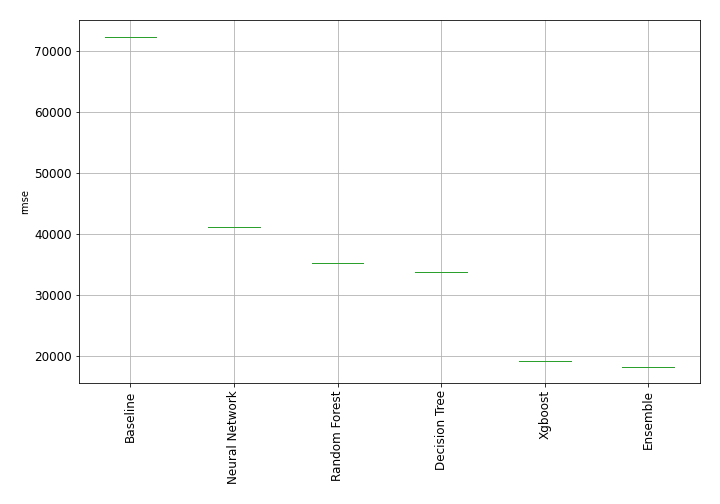 70000
60000
50000
40000
30000
20000
rmse
Baseline
Neural Network
Random Forest
Decision Tree
Xgboost
Ensemble